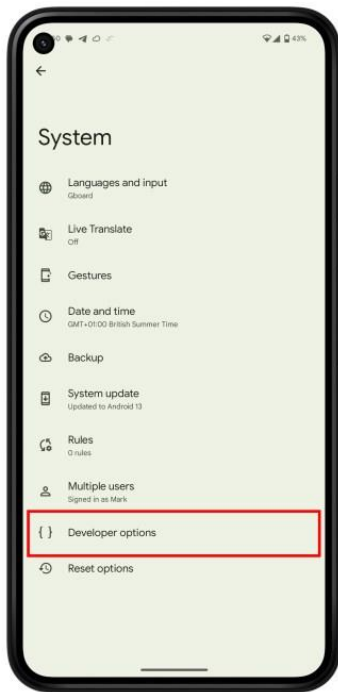 43%
System
Languages and input
Gboard
Live Translate
Off
Gestures
Date and time
GMT+01:00 British Summer Time
Backup
System update
Updated to Android 13
Rules
0 rules
Multiple users
Signed in as Mark
{ } Developer options
Reset options